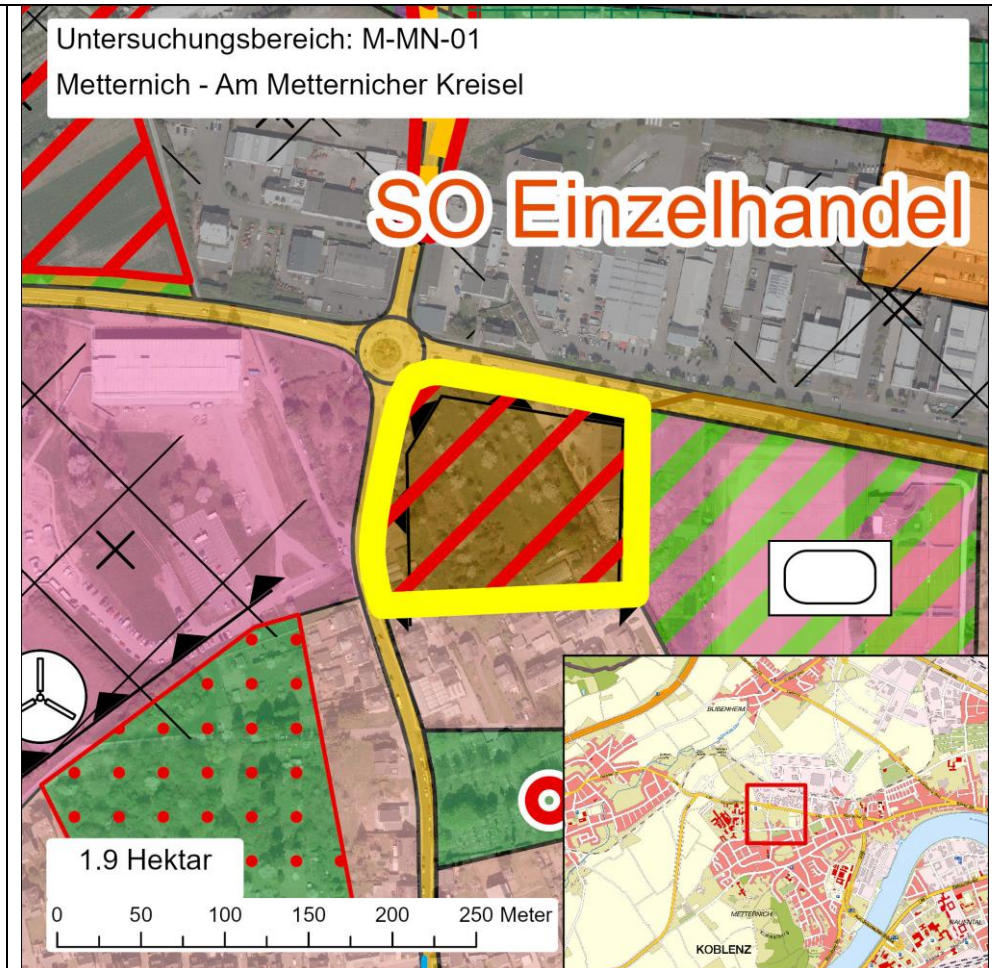 Untersuchungsbereich: M-MN-01
Metternich - Am Metternicher Kreisel
SO Einzelhandel
1.9 Hektar
0 50 100 150 200 250 Meter
BUBENHEIM
METTERNICH
KOBLENZ